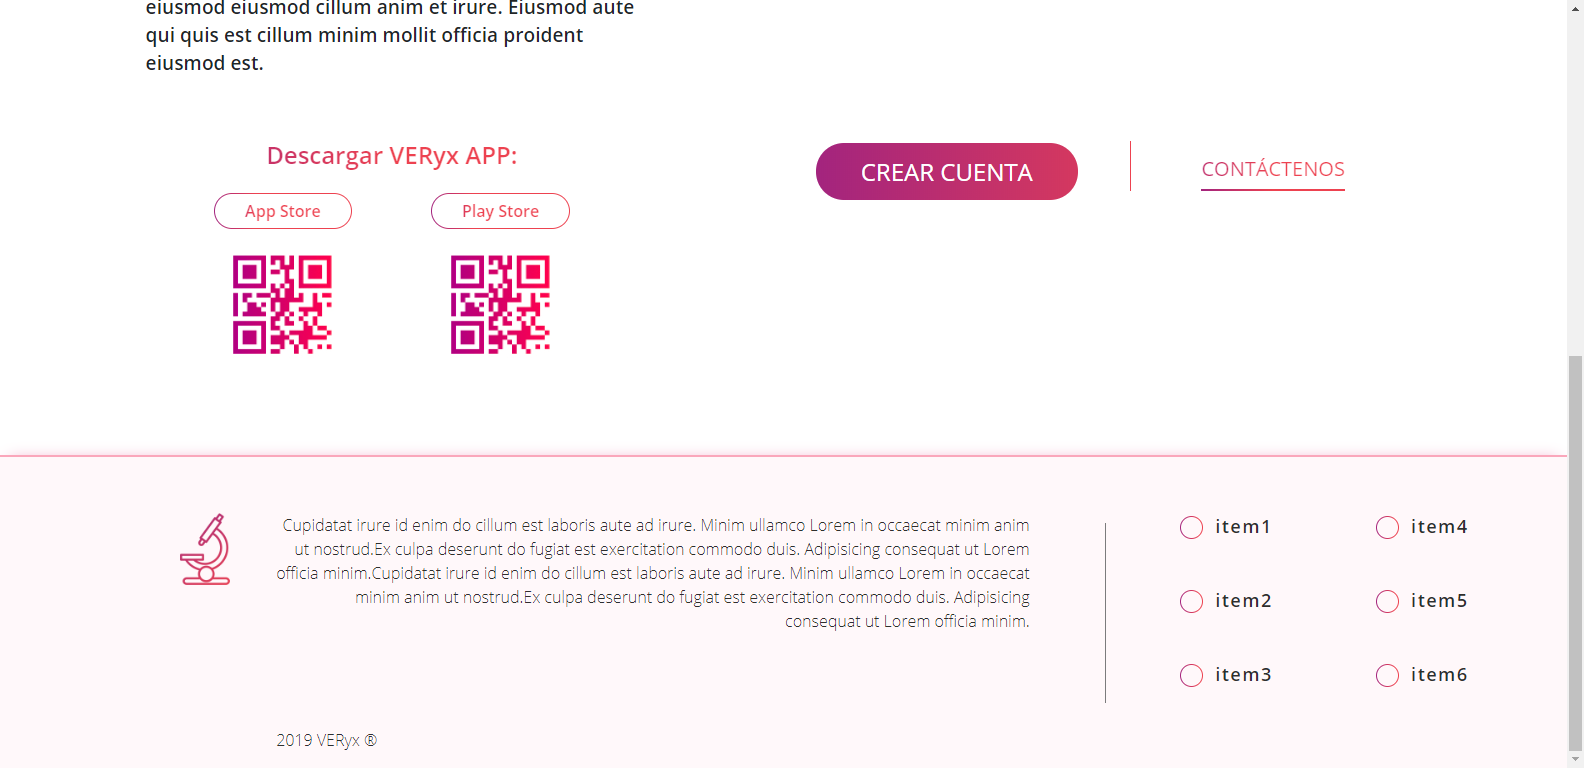 eiusmod eiusmod cillum anim et irure. Eiusmod aute
qui quis est cillum minim mollit officia proident
eiusmod est.
Descargar VERyx APP:
App Store
Play Store
CREAR CUENTA
CONTÁCTENOS
Cupidatat irure id enim do cillum est laboris aute ad irure. Minim ullamco Lorem in occaecat minim anim
ut nostrud.Ex culpa deserunt do fugiat est exercitation commodo duis. Adipisicing consequat ut Lorem
officia minim.Cupidatat irure id enim do cillum est laboris aute ad irure. Minim ullamco Lorem in occaecat
minim anim ut nostrud.Ex culpa deserunt do fugiat est exercitation commodo duis. Adipisicing
consequat ut Lorem officia minim.
item1
item2
item3
item4
item5
item6
2019 VERyx ®